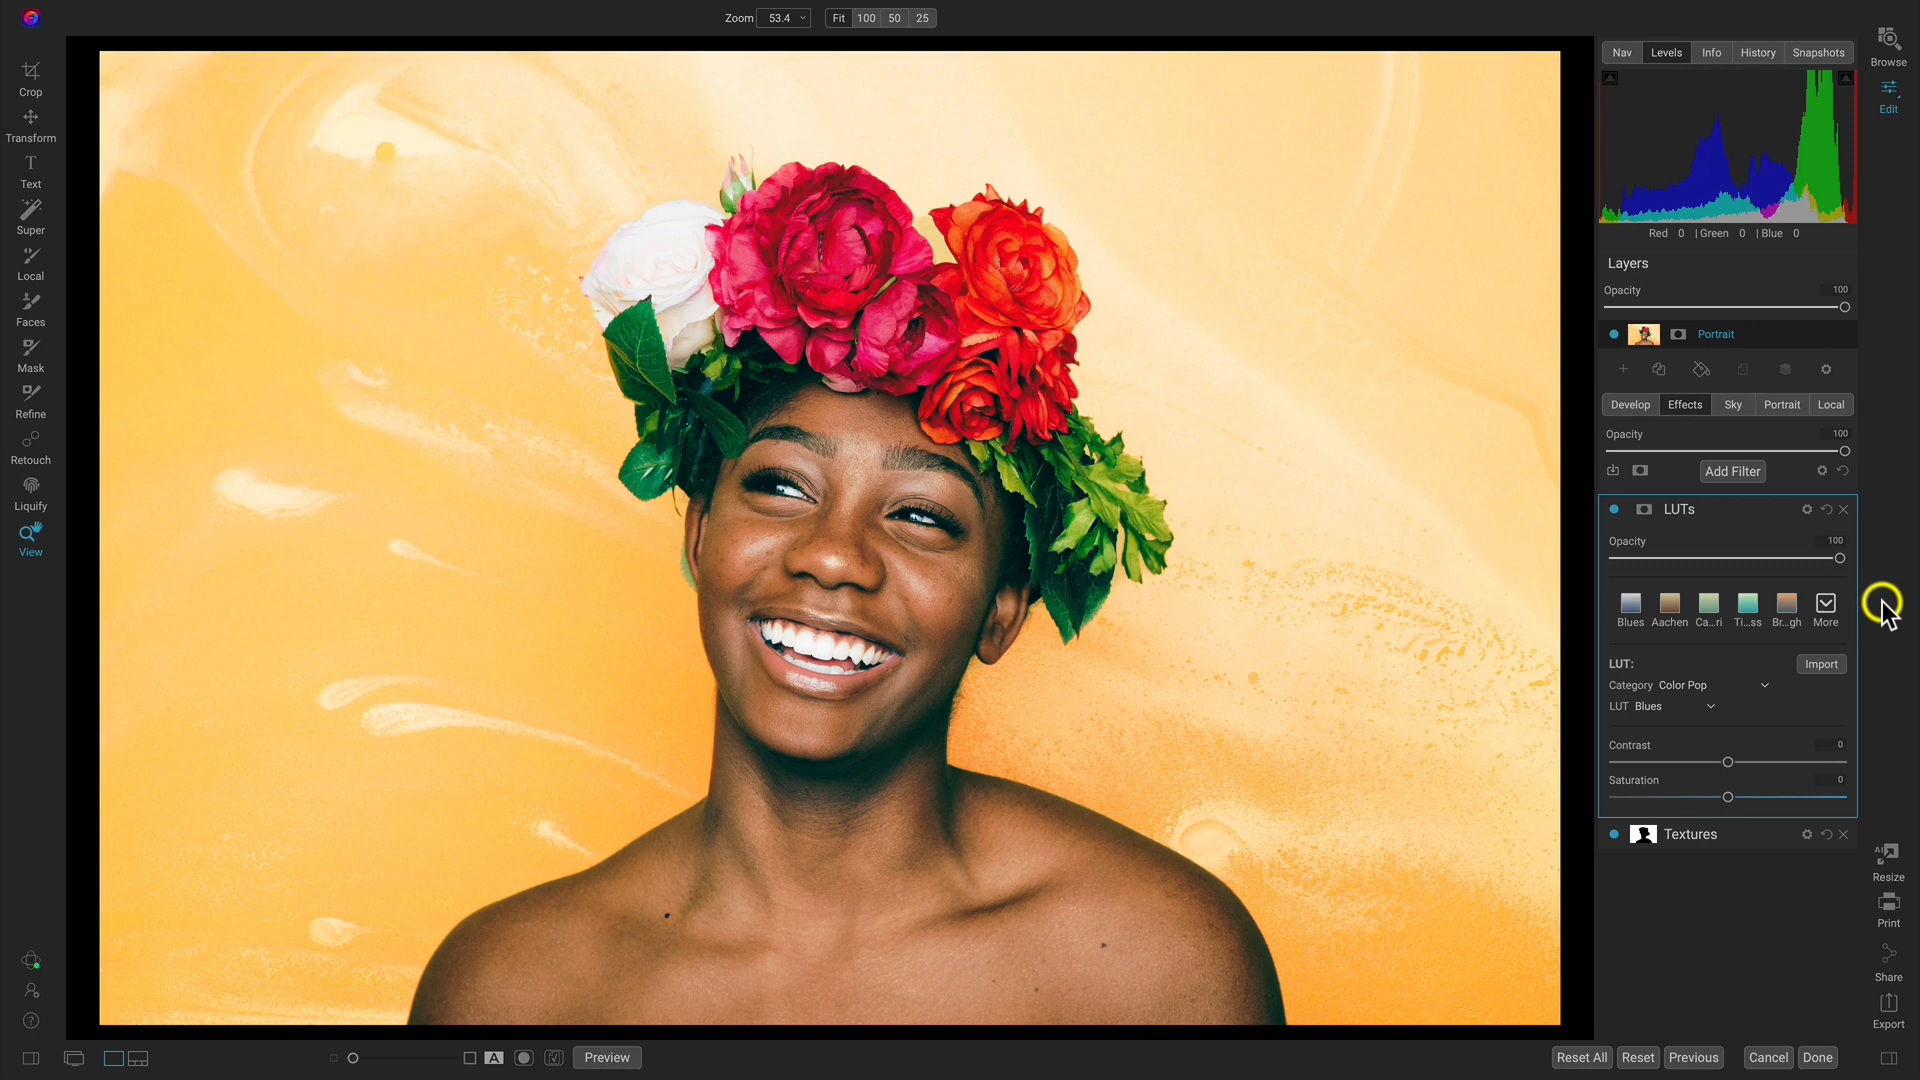 Zoom 53.4 Fit 100 50 25
Crop
Transform
Text
Super
Local
Faces
Mask
Refine
Retouch
Liquify
View
Nav Levels Info History Snapshots
Red 0 | Green 0 | Blue 0
Layers
Opacity 100
Portrait
Develop Effects Sky Portrait Local
Opacity 100
Add Filter
LUTs
Opacity 100
Blues Aachen Ca...ri Ti...ss Br...gh More
LUT: Import
Category Color Pop
LUT Blues
Contrast 0
Saturation 0
Textures
Browse
Edit
AI
Resize
Print
Share
Export
A Preview
Reset All Reset Previous Cancel Done